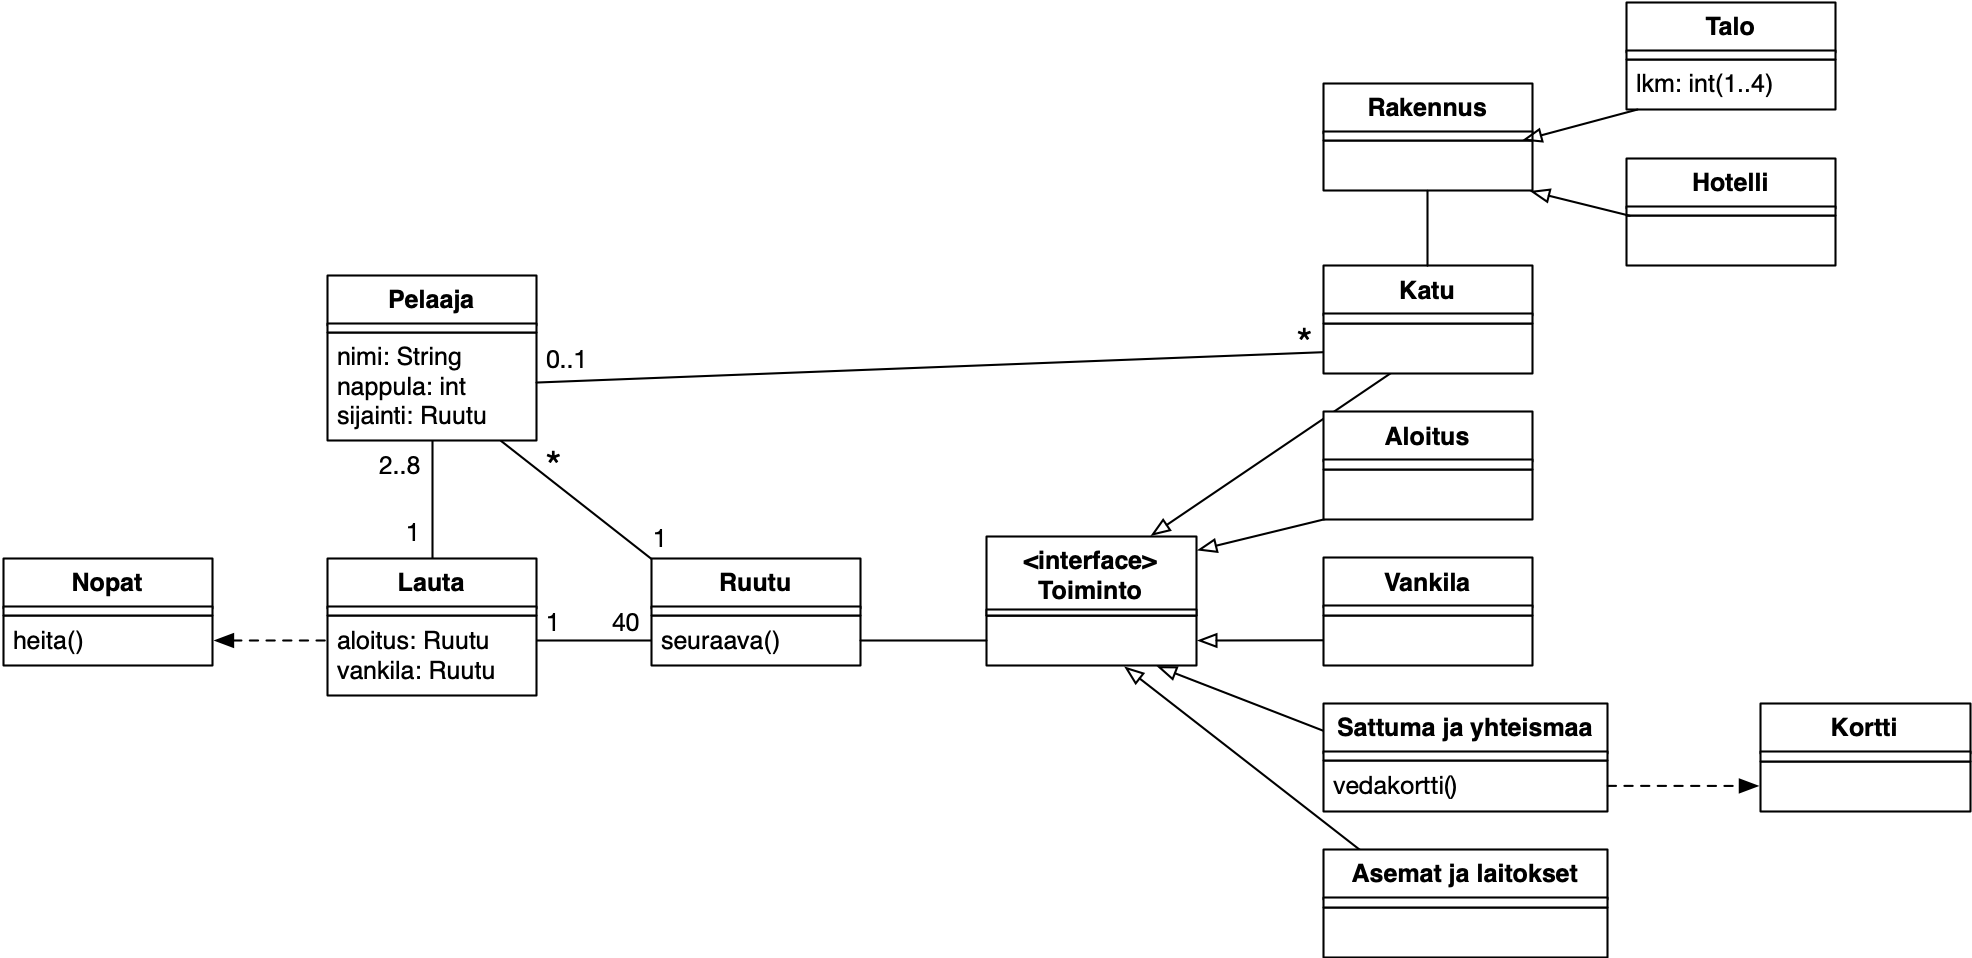 Talo
lkm: int(1..4)
Rakennus
Hotelli
Katu
*
Pelaaja
nimi: String
nappula: int
sijainti: Ruutu
0..1
2..8
*
1
1
Aloitus
<interface>
Toiminto
Nopat
heita()
Lauta
aloitus: Ruutu
vankila: Ruutu
1
40
Ruutu
seuraava()
Vankila
Sattuma ja yhteismaa
vedakortti()
Kortti
Asemat ja laitokset